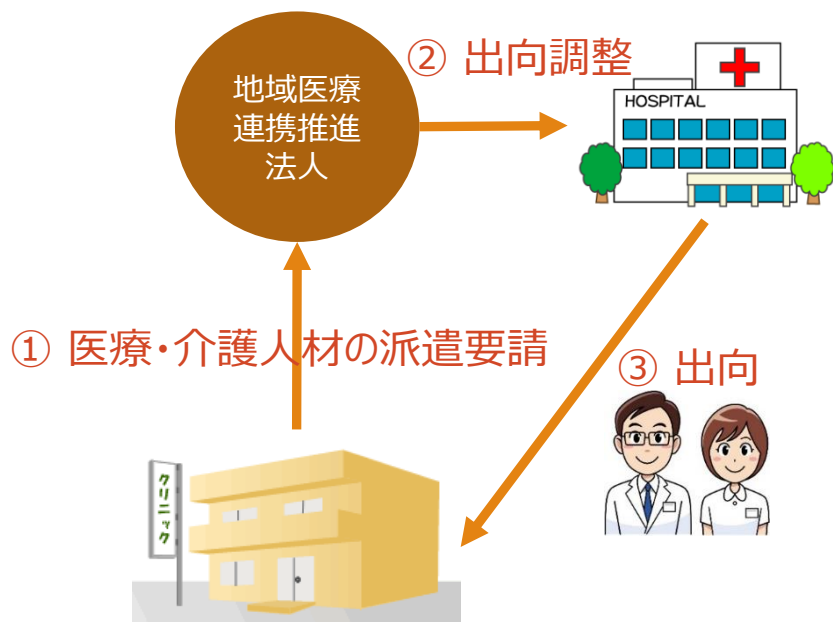 ② 出向調整
地域医療
連携推進
法人
HOSPITAL
① 医療・介護人材の派遣要請
③ 出向
クリニック